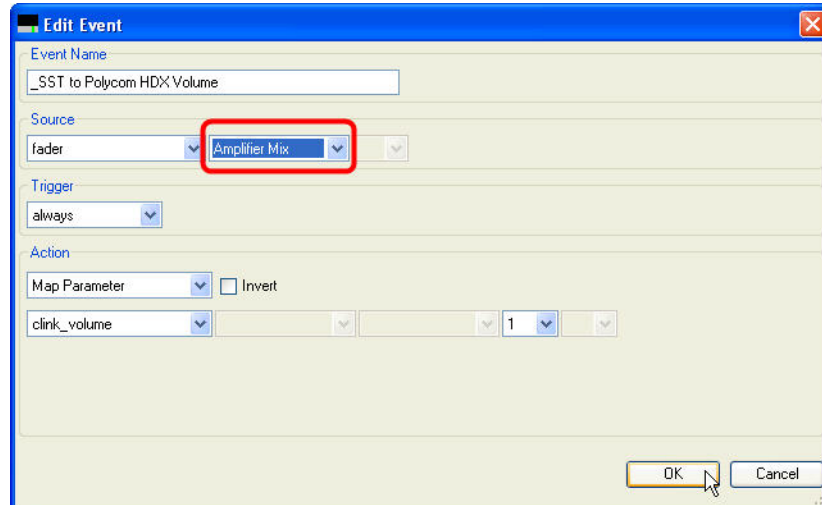 Edit Event
Event Name
_SST to Polycom HDX Volume
Source
fader Amplifier Mix
Trigger
always
Action
Map Parameter Invert
clink_volume 1
OK Cancel